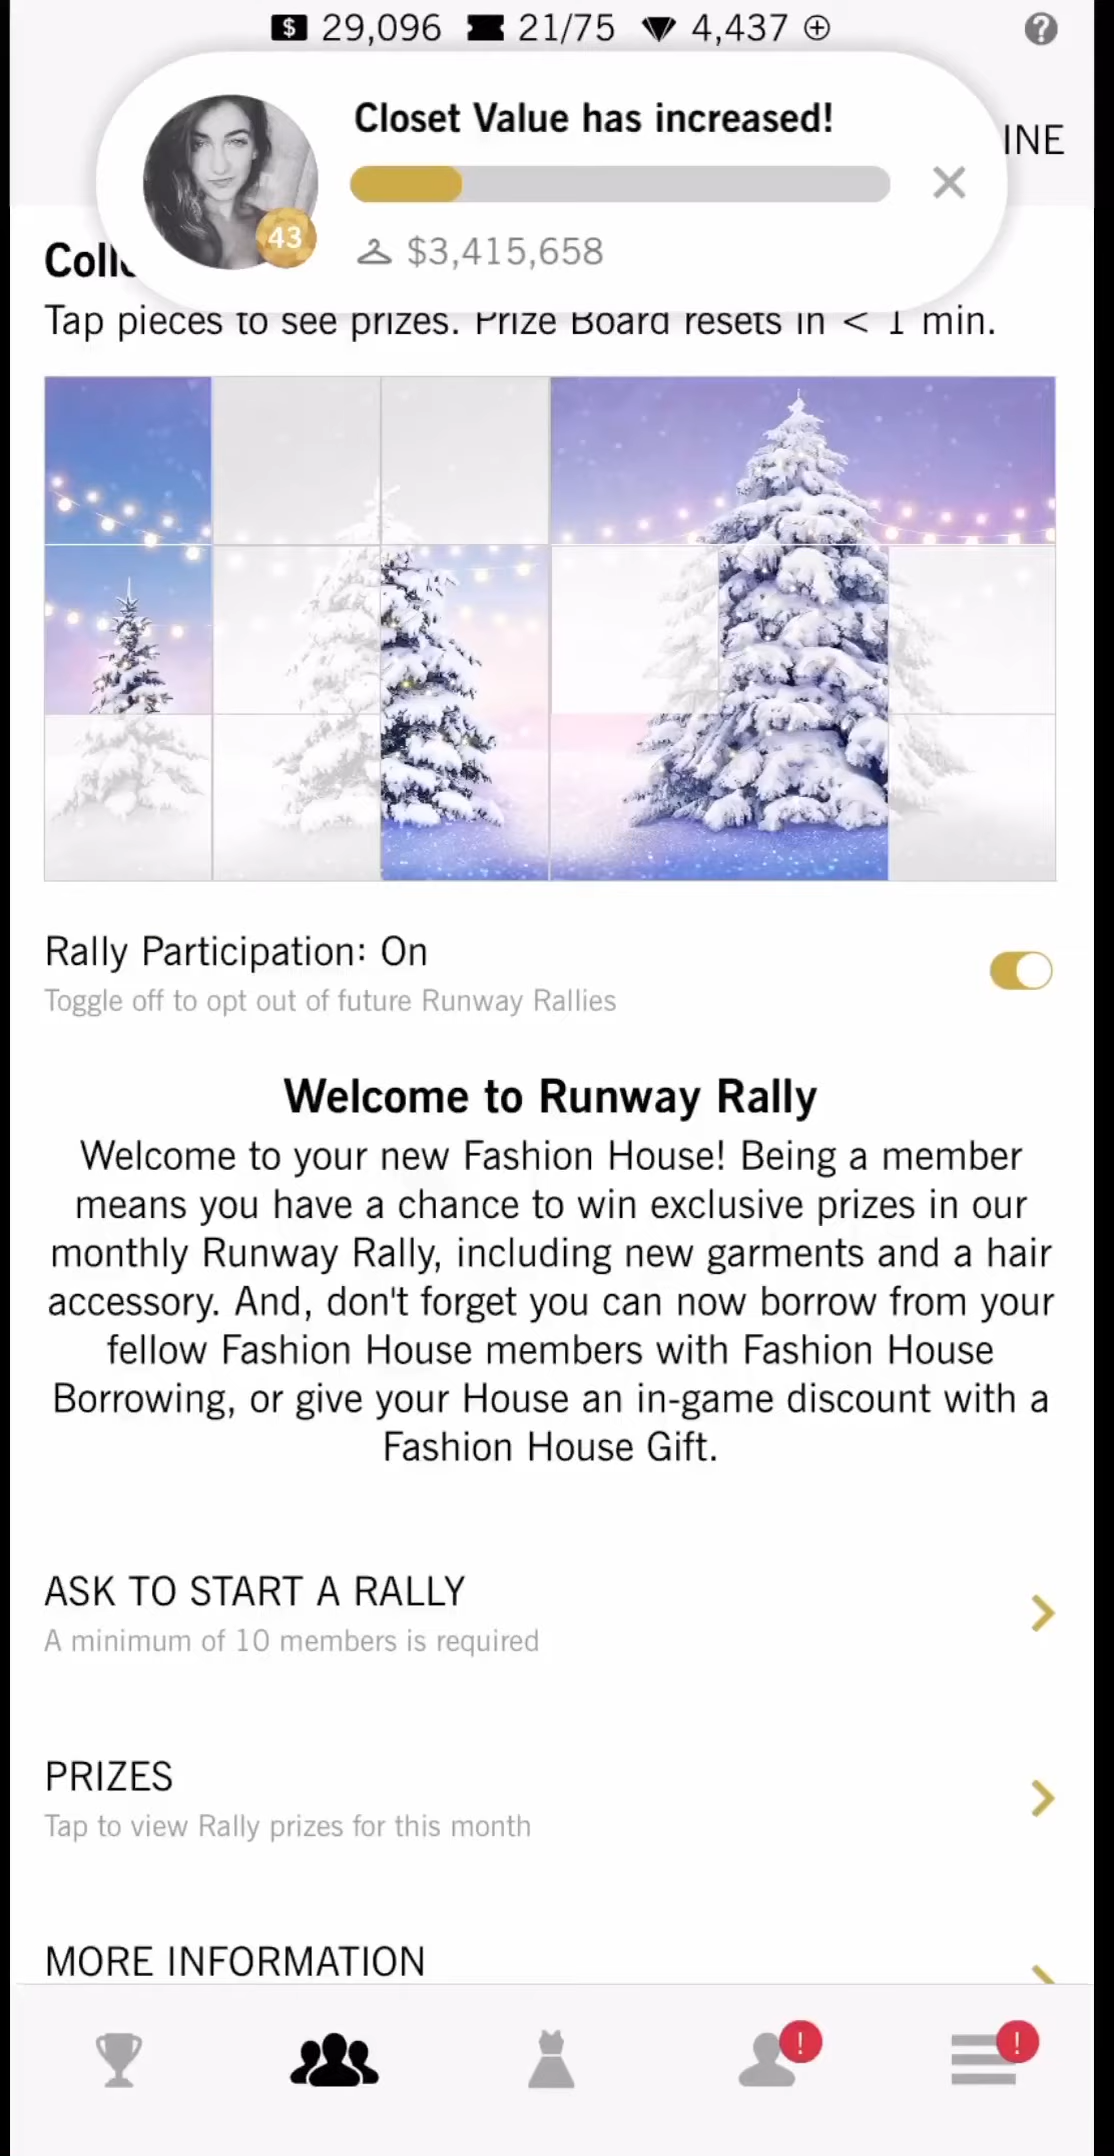 $ 29,096 21/75 4,437
?
Closet Value has increased!
INE
43
$3,415,658
Tap pieces to see prizes. Prize Board resets in < 1 min.
Rally Participation: On
Toggle off to opt out of future Runway Rallies
Welcome to Runway Rally
Welcome to your new Fashion House! Being a member
means you have a chance to win exclusive prizes in our
monthly Runway Rally, including new garments and a hair
accessory. And, don't forget you can now borrow from your
fellow Fashion House members with Fashion House
Borrowing, or give your House an in-game discount with a
Fashion House Gift.
ASK TO START A RALLY
A minimum of 10 members is required
PRIZES
Tap to view Rally prizes for this month
MORE INFORMATION
! !